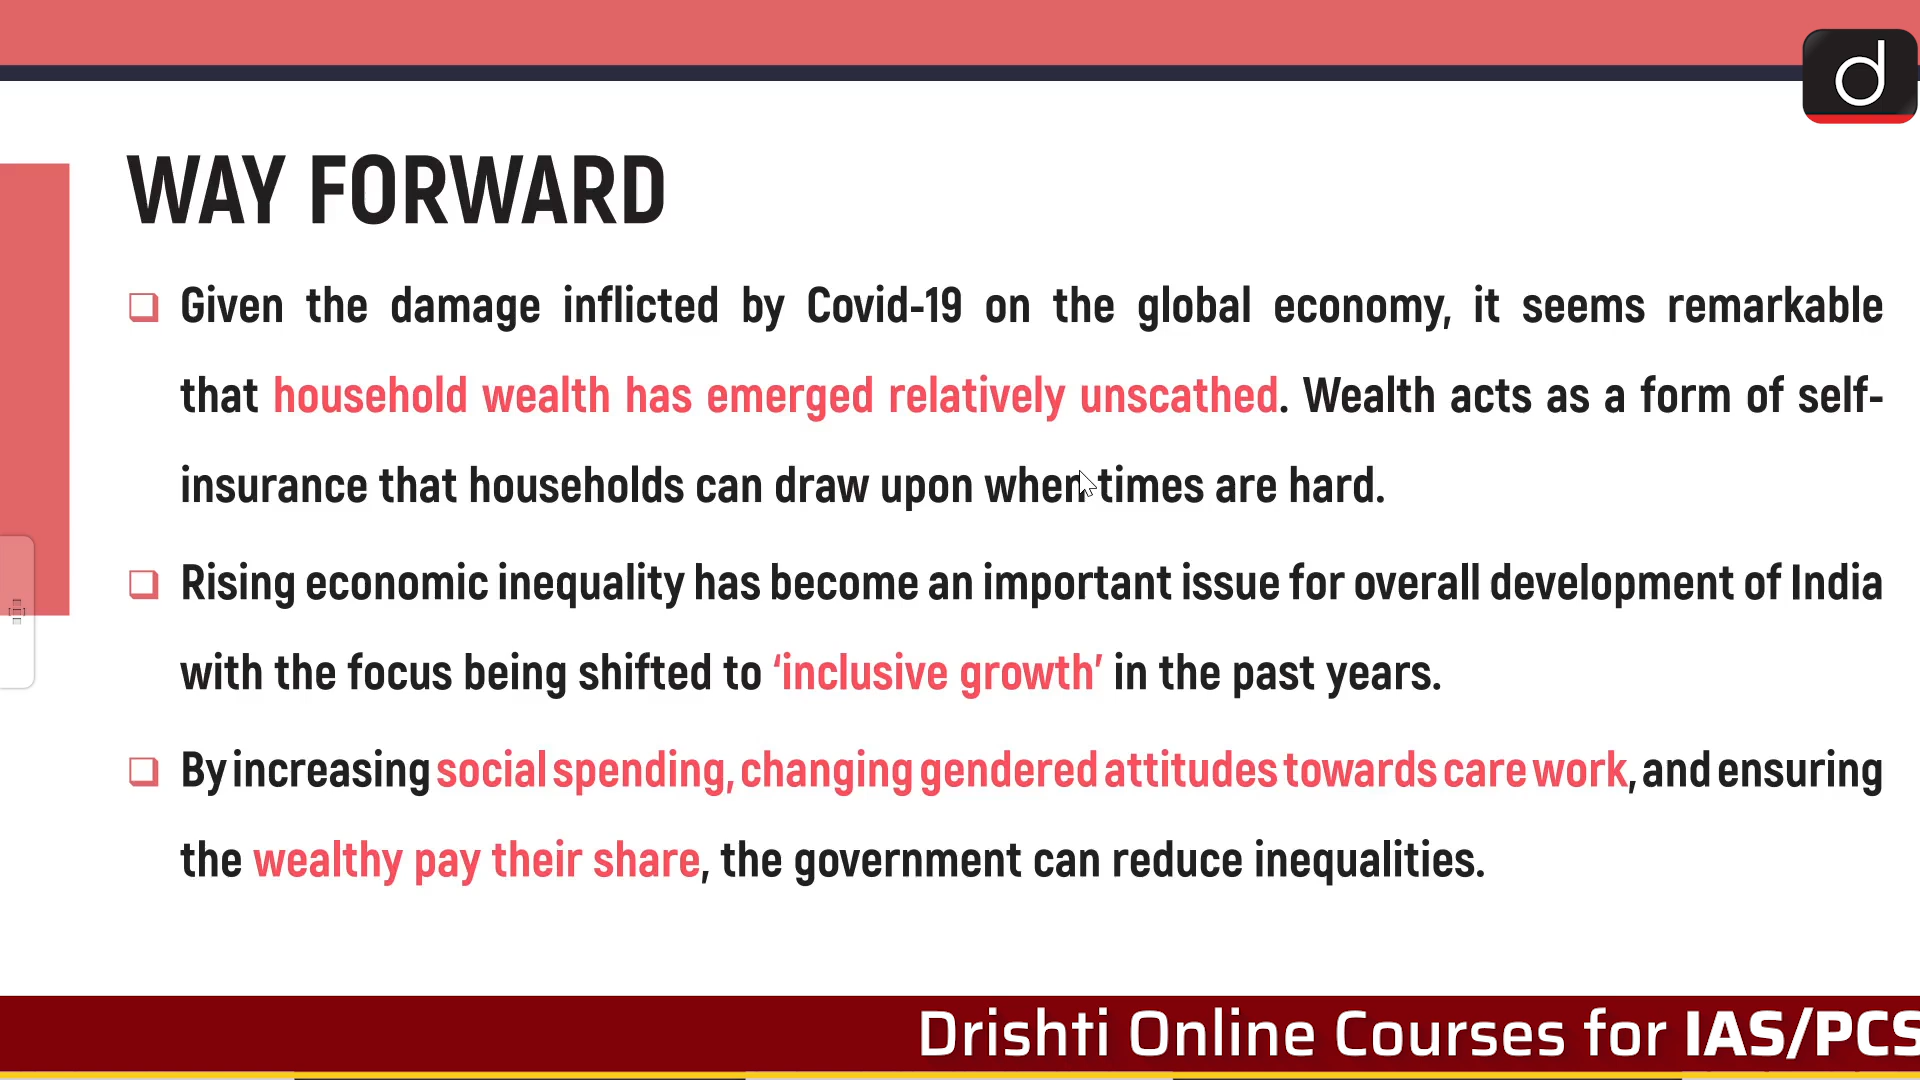 WAY FORWARD
Given the damage inflicted by Covid-19 on the global economy, it seems remarkable
that household wealth has emerged relatively unscathed. Wealth acts as a form of self-
insurance that households can draw upon when times are hard.
Rising economic inequality has become an important issue for overall development of India
with the focus being shifted to ‘inclusive growth’ in the past years.
By increasing social spending, changing gendered attitudes towards care work, and ensuring
the wealthy pay their share, the government can reduce inequalities.
Drishti Online Courses for IAS/PCS